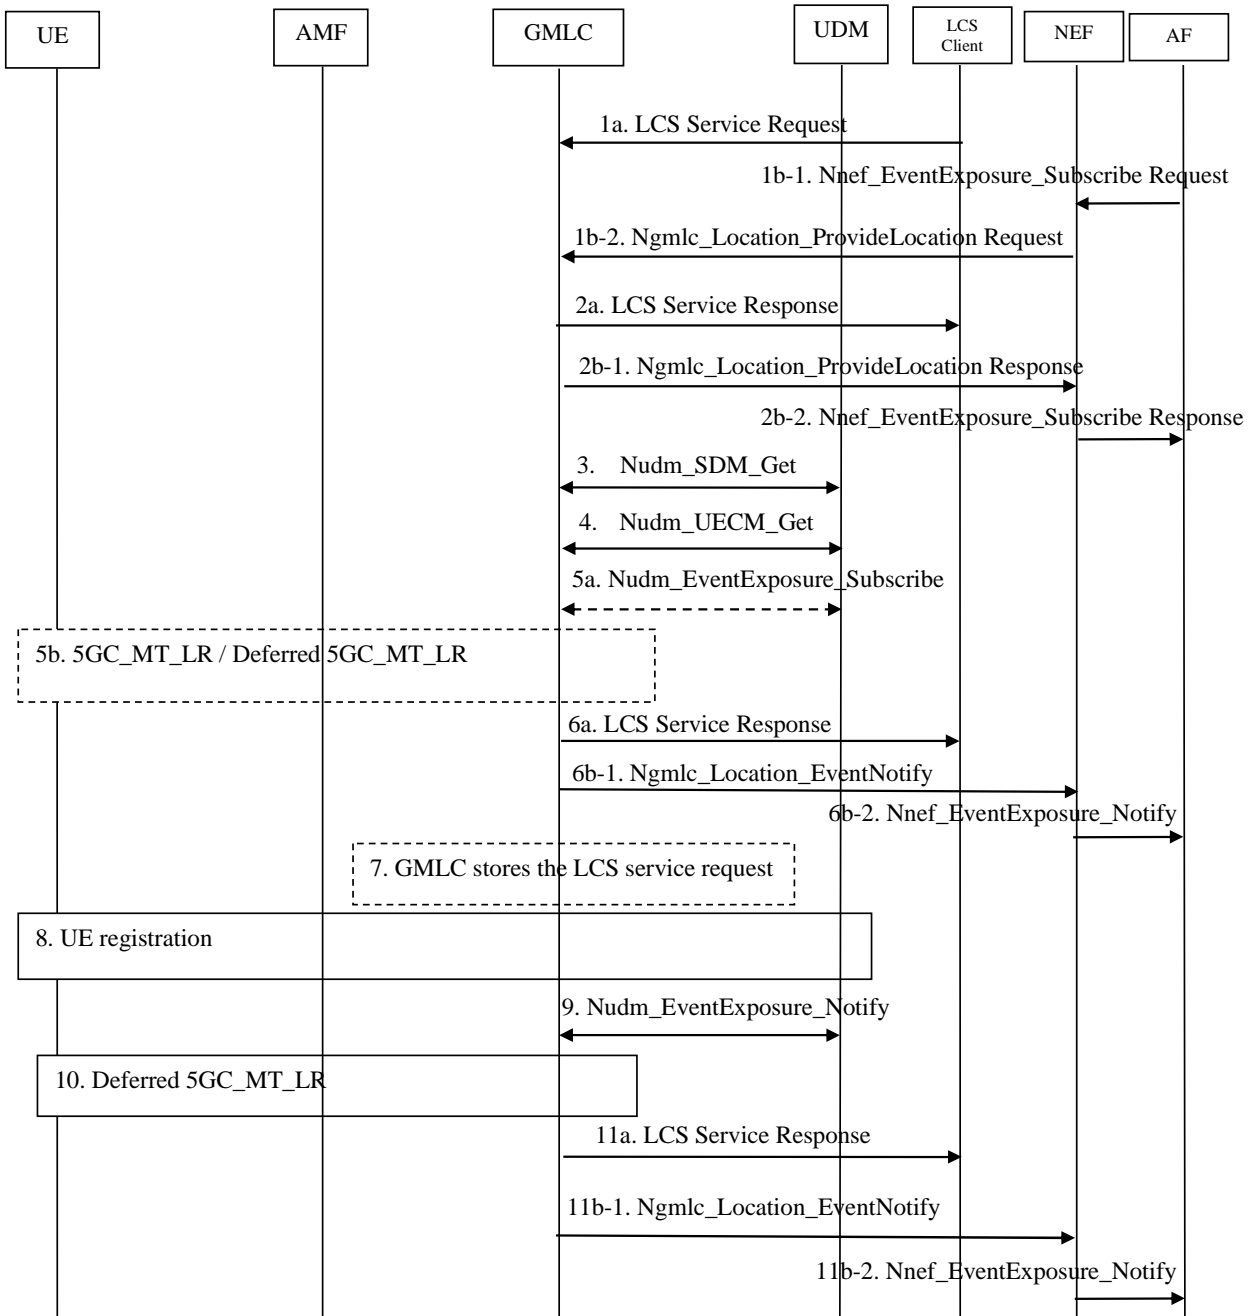 UE
AMF
GMLC
UDM
LCS
Client
NEF
AF
1a. LCS Service Request
1b-1. Nnef_EventExposure_Subscribe Request
1b-2. Ngmlc_Location_ProvideLocation Request
2a. LCS Service Response
2b-1. Ngmlc_Location_ProvideLocation Response
2b-2. Nnef_EventExposure_Subscribe Response
3. Nudm_SDM_Get
4. Nudm_UECM_Get
5a. Nudm_EventExposure_Subscribe
5b. 5GC_MT_LR / Deferred 5GC_MT_LR
6a. LCS Service Response
6b-1. Ngmlc_Location_EventNotify
6b-2. Nnef_EventExposure_Notify
7. GMLC stores the LCS service request
8. UE registration
9. Nudm_EventExposure_Notify
10. Deferred 5GC_MT_LR
11a. LCS Service Response
11b-1. Ngmlc_Location_EventNotify
11b-2. Nnef_EventExposure_Notify